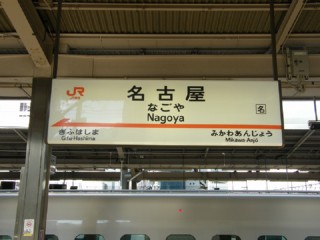 JR
名古屋
なごや
Nagoya
名
ぎふはしま
Gifu-Hashima
みかわあんじょう
Mikawa-Anjō